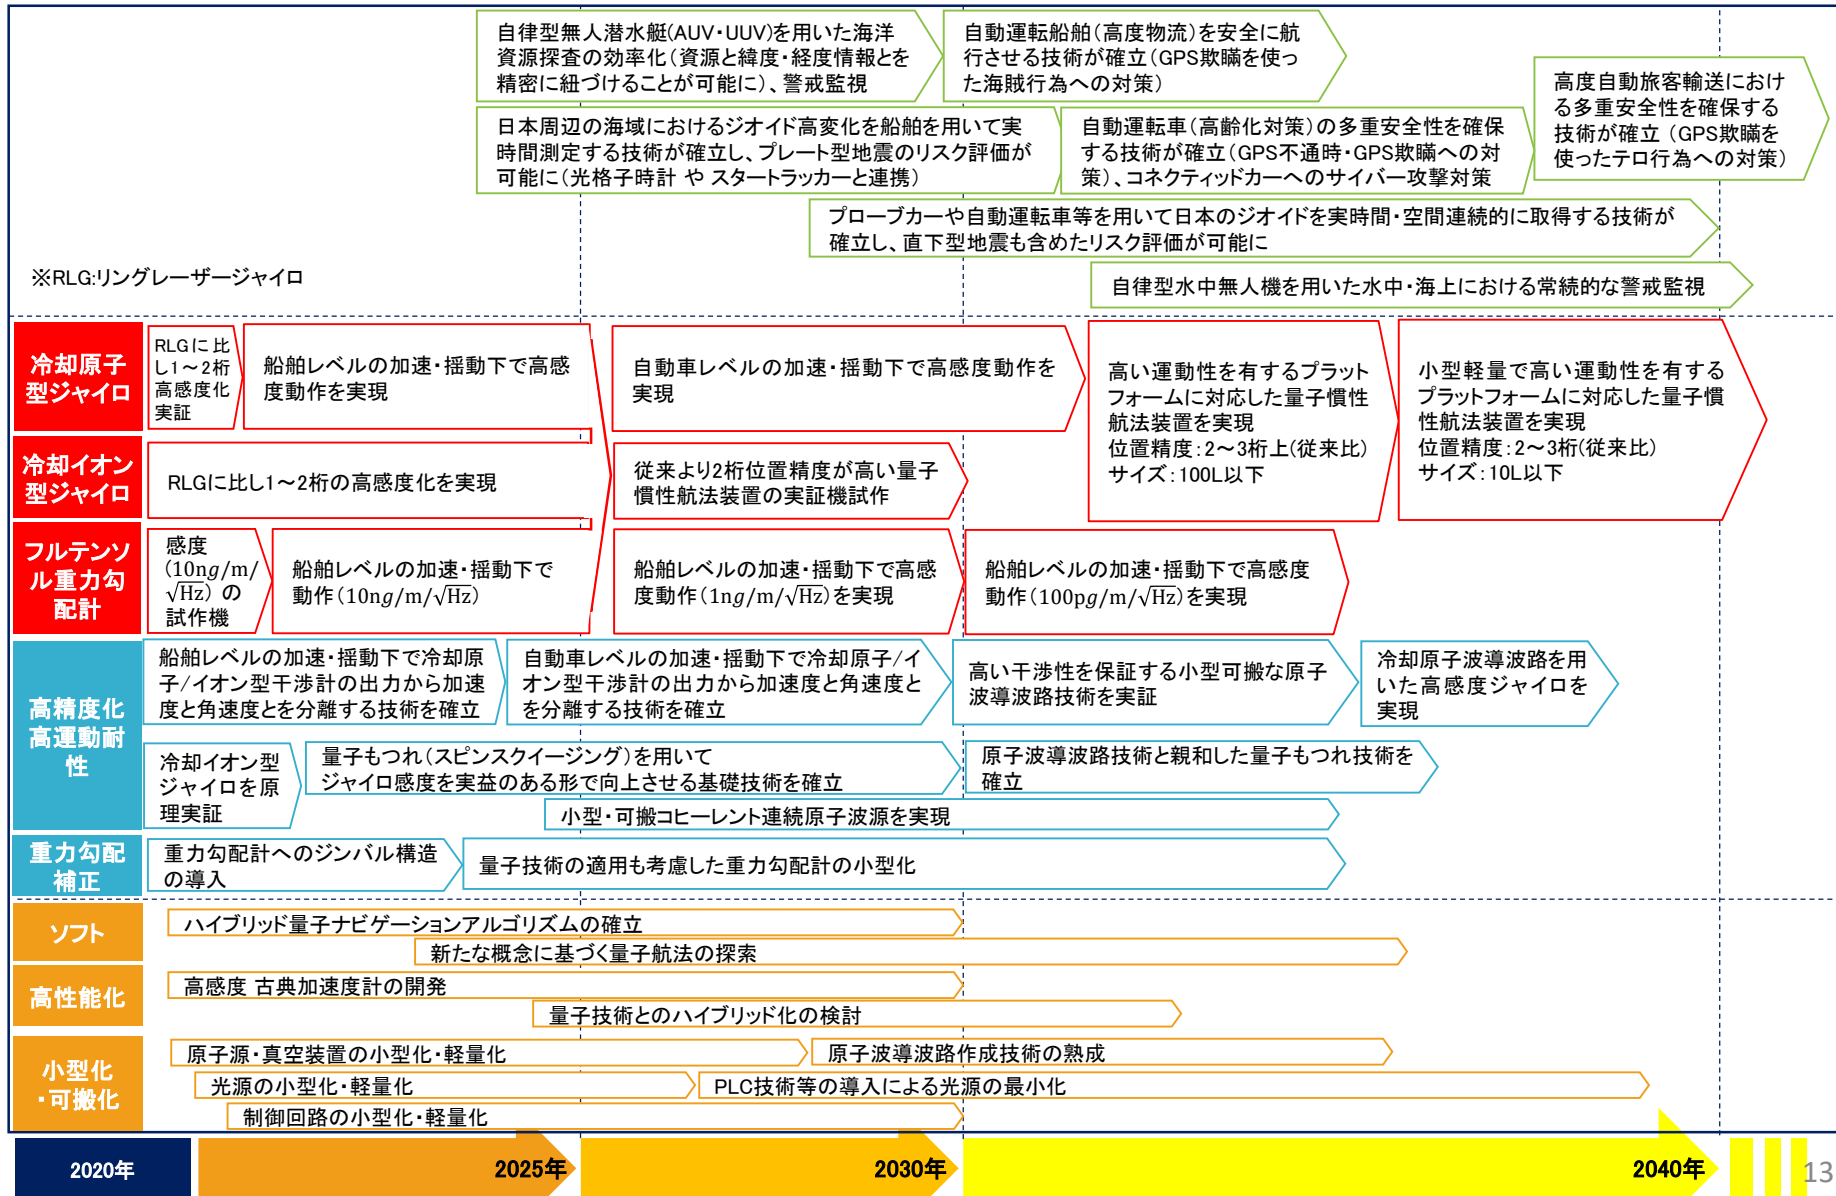 自律型無人潜水艇(AUV・UUV)を用いた海洋
資源探査の効率化(資源と緯度・経度情報とを
精密に紐づけることが可能に)、警戒監視
自動運転船舶(高度物流)を安全に航
行させる技術が確立(GPS欺瞞を使っ
た海賊行為への対策)
高度自動旅客輸送におけ
る多重安全性を確保する
技術が確立 (GPS欺瞞を
使ったテロ行為への対策)
日本周辺の海域におけるジオイド高変化を船舶を用いて実
時間測定する技術が確立し、プレート型地震のリスク評価が
可能に(光格子時計 や スタートラッカーと連携)
自動運転車(高齢化対策)の多重安全性を確保
する技術が確立(GPS不通時・GPS欺瞞への対
策)、コネクティッドカーへのサイバー攻撃対策
プローブカーや自動運転車等を用いて日本のジオイドを実時間・空間連続的に取得する技術が
確立し、直下型地震も含めたリスク評価が可能に
※RLG:リングレーザージャイロ
自律型水中無人機を用いた水中・海上における常続的な警戒監視
冷却原子
型ジャイロ
RLGに比
し1～2桁
高感度化
実証
船舶レベルの加速・揺動下で高感
度動作を実現
自動車レベルの加速・揺動下で高感度動作を
実現
高い運動性を有するプラット
フォームに対応した量子慣性
航法装置を実現
位置精度:2～3桁上(従来比)
サイズ:100L以下
小型軽量で高い運動性を有する
プラットフォームに対応した量子慣
性航法装置を実現
位置精度:2～3桁(従来比)
サイズ:10L以下
冷却イオン
型ジャイロ
RLGに比し1～2桁の高感度化を実現
従来より2桁位置精度が高い量子
慣性航法装置の実証機試作
フルテンソ
ル重力勾
配計
感度
(10ng/m/
√Hz) の
試作機
船舶レベルの加速・揺動下で
動作(10ng/m/√Hz)
船舶レベルの加速・揺動下で高感
度動作(1ng/m/√Hz)を実現
船舶レベルの加速・揺動下で高感度
動作(100pg/m/√Hz)を実現
高精度化
高運動耐
性
船舶レベルの加速・揺動下で冷却原
子/イオン型干渉計の出力から加速
度と角速度とを分離する技術を確立
自動車レベルの加速・揺動下で冷却原子/イ
オン型干渉計の出力から加速度と角速度と
を分離する技術を確立
高い干渉性を保証する小型可搬な原子
波導波路技術を実証
冷却原子波導波路を用
いた高感度ジャイロを
実現
冷却イオン型
ジャイロを原
理実証
量子もつれ(スピンスクイージング)を用いて
ジャイロ感度を実益のある形で向上させる基礎技術を確立
原子波導波路技術と親和した量子もつれ技術を
確立
小型・可搬コヒーレント連続原子波源を実現
重力勾配
補正
重力勾配計へのジンバル構造
の導入
量子技術の適用も考慮した重力勾配計の小型化
ソフト
ハイブリッド量子ナビゲーションアルゴリズムの確立
新たな概念に基づく量子航法の探索
高性能化
高感度 古典加速度計の開発
量子技術とのハイブリッド化の検討
小型化
・可搬化
原子源・真空装置の小型化・軽量化
原子波導波路作成技術の熟成
光源の小型化・軽量化
PLC技術等の導入による光源の最小化
制御回路の小型化・軽量化
2020年
2025年
2030年
2040年
13